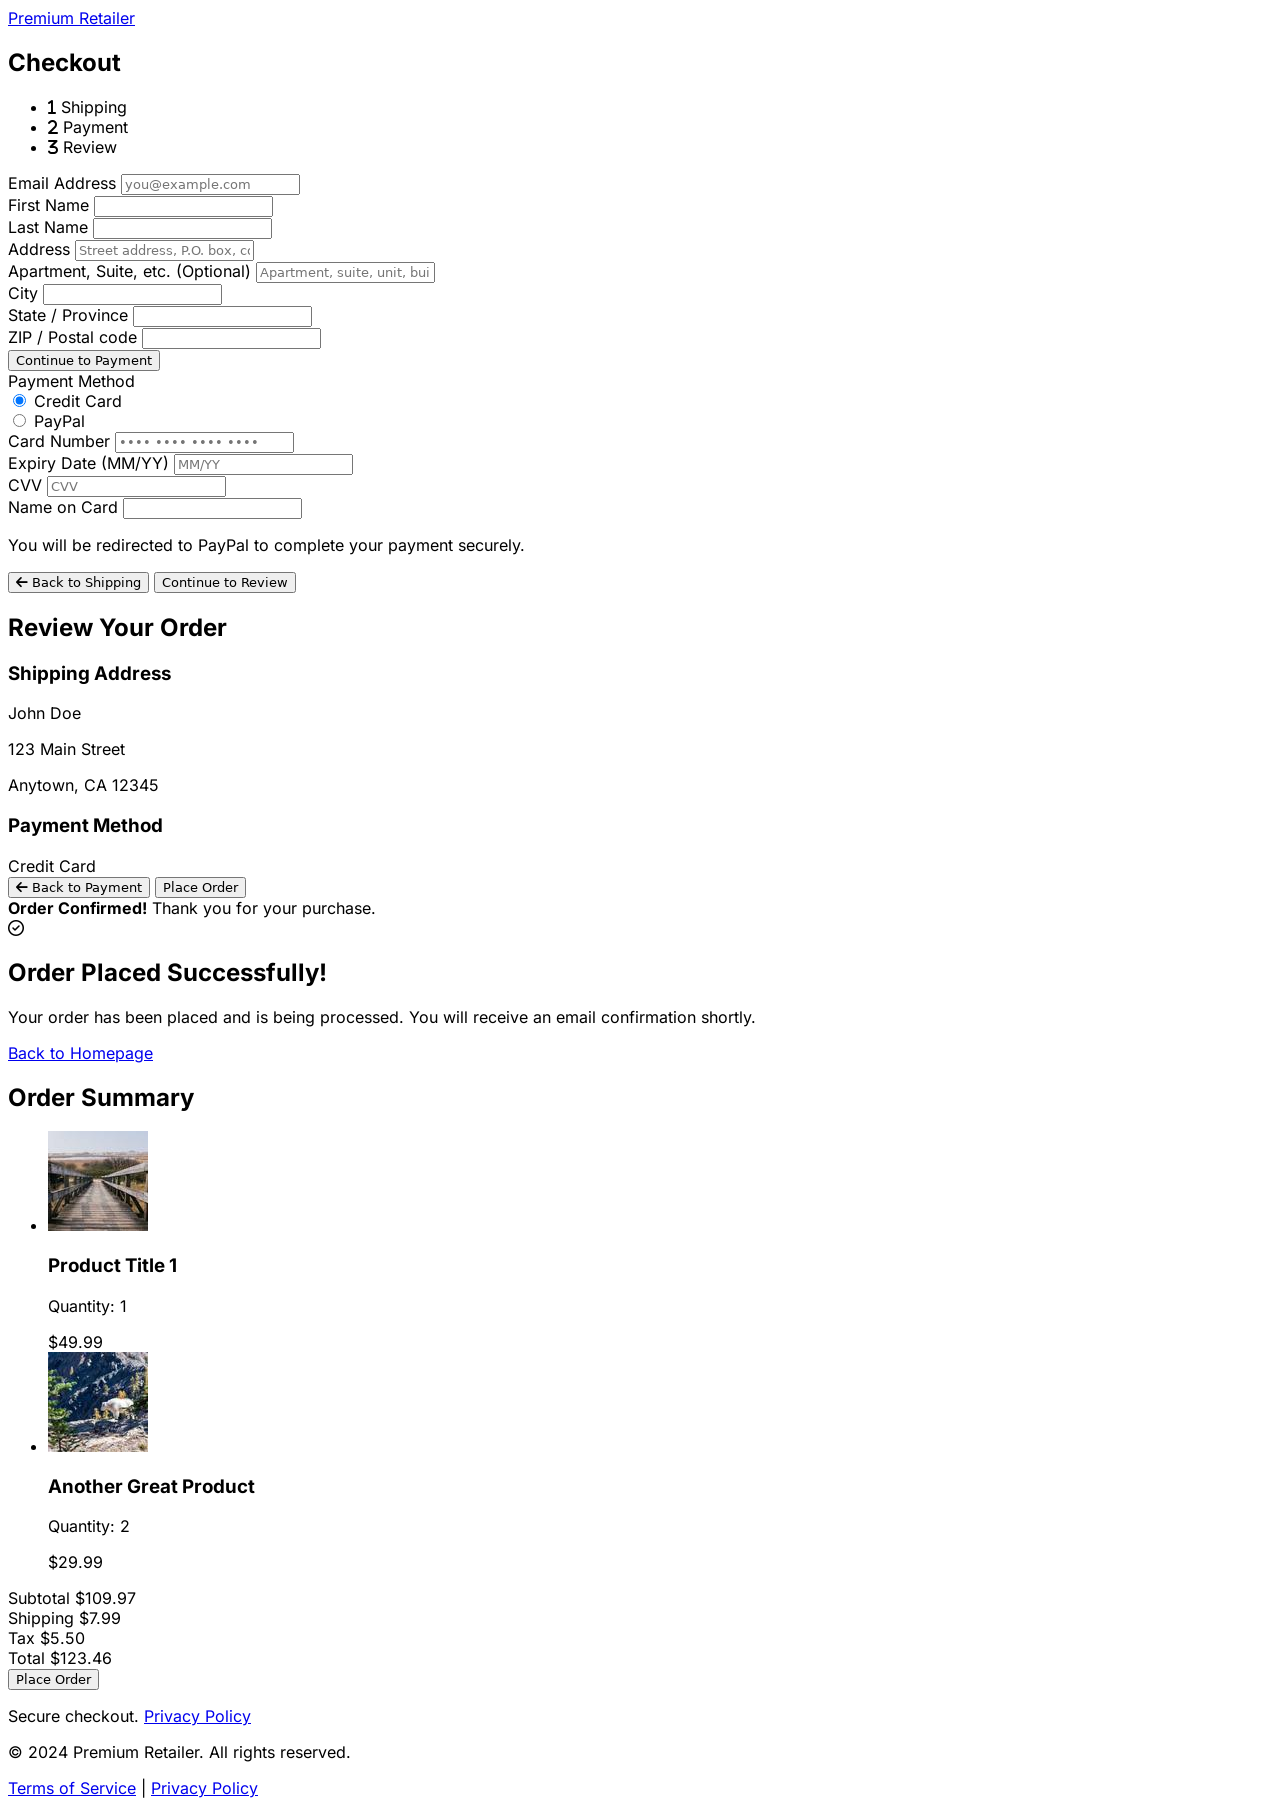 Premium Retailer
Checkout
1 Shipping
2 Payment
3 Review
Email Address you@example.com
First Name
Last Name
Address Street address, P.O. box, co
Apartment, Suite, etc. (Optional) Apartment, suite, unit, bui
City
State / Province
ZIP / Postal code
Continue to Payment
Payment Method
Credit Card
PayPal
Card Number •••• •••• •••• ••••
Expiry Date (MM/YY) MM/YY
CVV CVV
Name on Card
You will be redirected to PayPal to complete your payment securely.
Back to Shipping Continue to Review
Review Your Order
Shipping Address
John Doe
123 Main Street
Anytown, CA 12345
Payment Method
Credit Card
Back to Payment Place Order
Order Confirmed! Thank you for your purchase.
Order Placed Successfully!
Your order has been placed and is being processed. You will receive an email confirmation shortly.
Back to Homepage
Order Summary
Product Title 1
Quantity: 1
$49.99
Another Great Product
Quantity: 2
$29.99
Subtotal $109.97
Shipping $7.99
Tax $5.50
Total $123.46
Place Order
Secure checkout. Privacy Policy
© 2024 Premium Retailer. All rights reserved.
Terms of Service | Privacy Policy